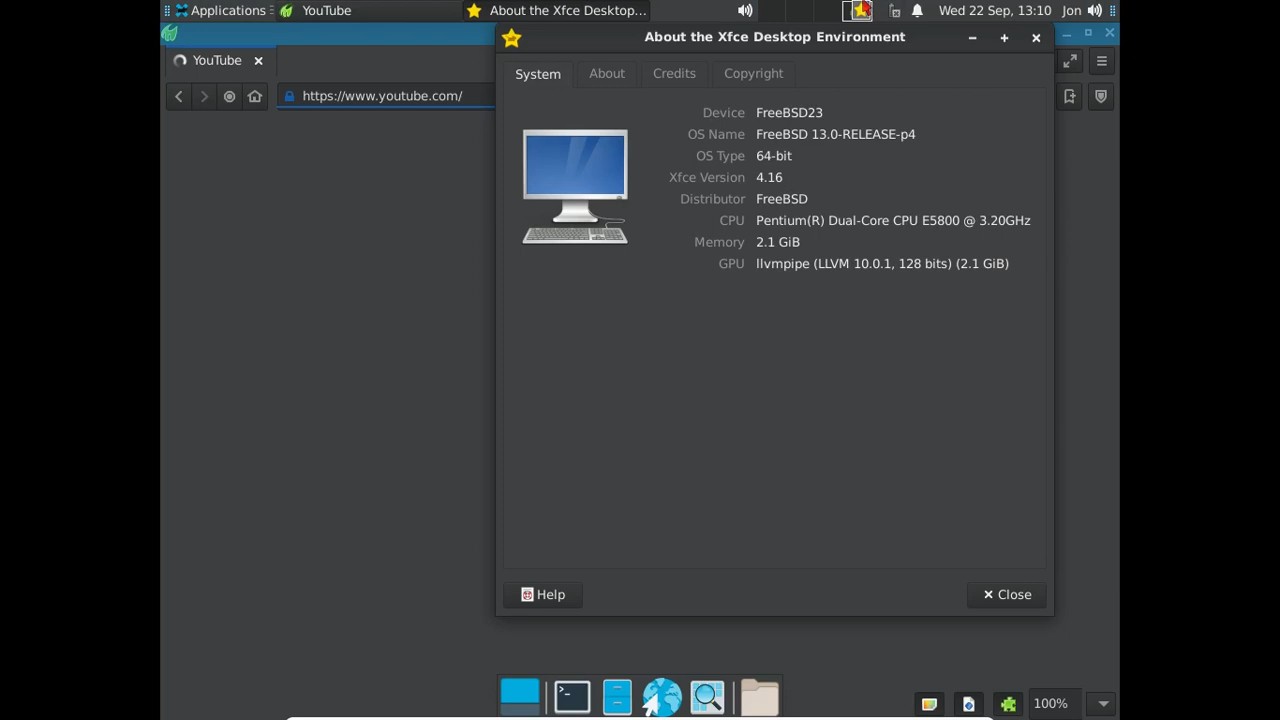 Applications
YouTube
About the Xfce Desktop...
Wed 22 Sep, 13:10
Jon
About the Xfce Desktop Environment
YouTube
https://www.youtube.com/
System
About
Credits
Copyright
Device FreeBSD23
OS Name FreeBSD 13.0-RELEASE-p4
OS Type 64-bit
Xfce Version 4.16
Distributor FreeBSD
CPU Pentium(R) Dual-Core CPU E5800 @ 3.20GHz
Memory 2.1 GiB
GPU llvmpipe (LLVM 10.0.1, 128 bits) (2.1 GiB)
Help
Close
100%